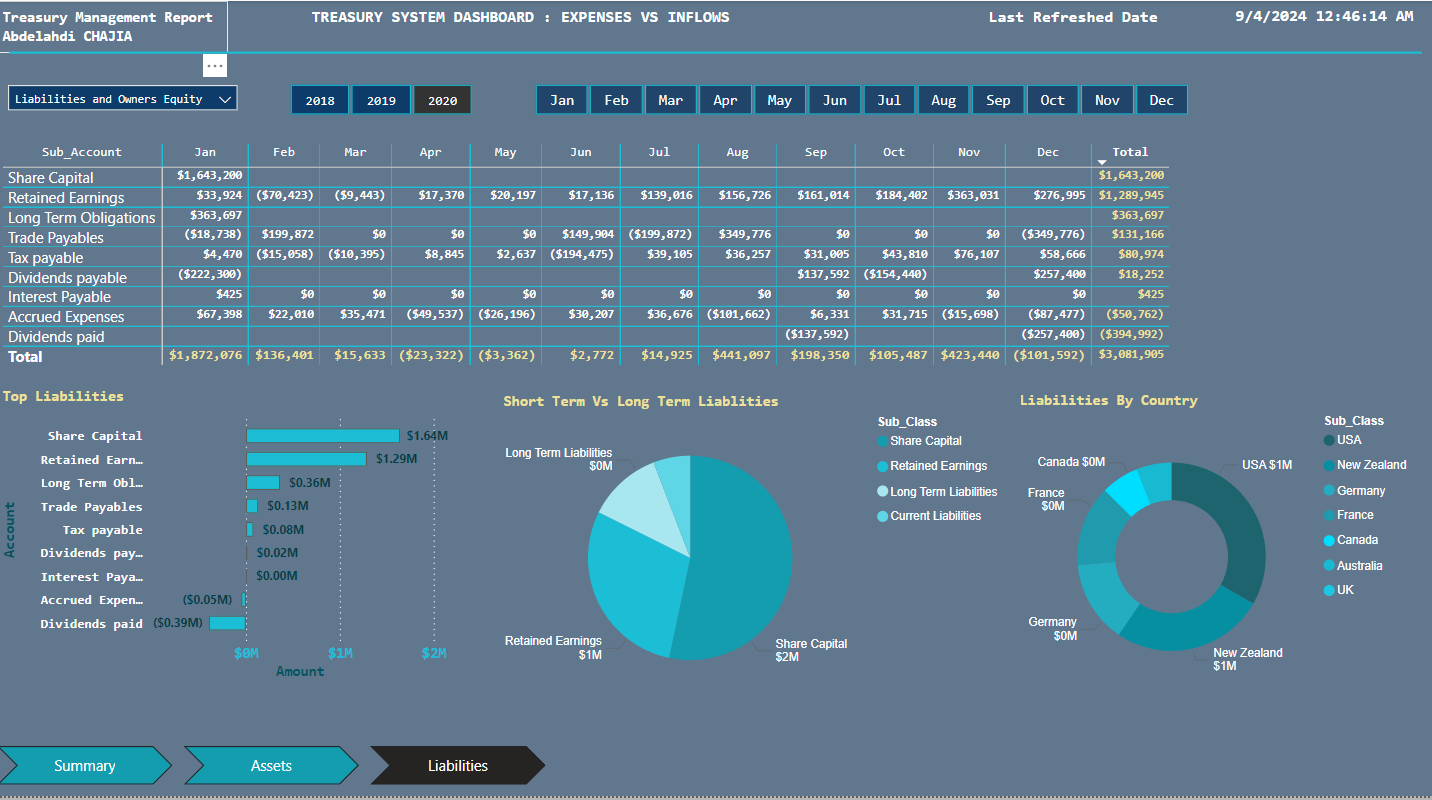 Treasury Management Report
Abdelahdi CHAJIA
TREASURY SYSTEM DASHBOARD : EXPENSES VS INFLOWS
Last Refreshed Date
9/4/2024 12:46:14 AM
...
Liabilities and Owners Equity
2018 2019 2020
Jan Feb Mar Apr May Jun Jul Aug Sep Oct Nov Dec
Sub_Account Jan Feb Mar Apr May Jun Jul Aug Sep Oct Nov Dec Total
Share Capital $1,643,200 $1,643,200
Retained Earnings $33,924 ($70,423) ($9,443) $17,370 $20,197 $17,136 $139,016 $156,726 $161,014 $184,402 $363,031 $276,995 $1,289,945
Long Term Obligations $363,697 $363,697
Trade Payables ($18,738) $199,872 $0 $0 $0 $149,904 ($199,872) $349,776 $0 $0 $0 ($349,776) $131,166
Tax payable $4,470 ($15,058) ($10,395) $8,845 $2,637 ($194,475) $39,105 $36,257 $31,005 $43,810 $76,107 $58,666 $80,974
Dividends payable ($222,300) $137,592 ($154,440) $257,400 $18,252
Interest Payable $425 $0 $0 $0 $0 $0 $0 $0 $0 $0 $0 $0 $425
Accrued Expenses $67,398 $22,010 $35,471 ($49,537) ($26,196) $30,207 $36,676 ($101,662) $6,331 $31,715 ($15,698) ($87,477) ($50,762)
Dividends paid ($137,592) ($257,400) ($394,992)
Total $1,872,076 $136,401 $15,633 ($23,322) ($3,362) $2,772 $14,925 $441,097 $198,350 $105,487 $423,440 ($101,592) $3,081,905
Top Liabilities
Account
Share Capital $1.64M
Retained Earn… $1.29M
Long Term Obl… $0.36M
Trade Payables $0.13M
Tax payable $0.08M
Dividends pay… $0.02M
Interest Paya… $0.00M
Accrued Expen… ($0.05M)
Dividends paid ($0.39M)
$0M $1M $2M
Amount
Short Term Vs Long Term Liablities
Long Term Liabilities
$0M
Retained Earnings
$1M
Share Capital
$2M
Sub_Class
Share Capital
Retained Earnings
Long Term Liabilities
Current Liabilities
Liabilities By Country
Canada $0M
USA $1M
France
$0M
Germany
$0M
New Zealand
$1M
Sub_Class
USA
New Zealand
Germany
France
Canada
Australia
UK
Summary
Assets
Liabilities